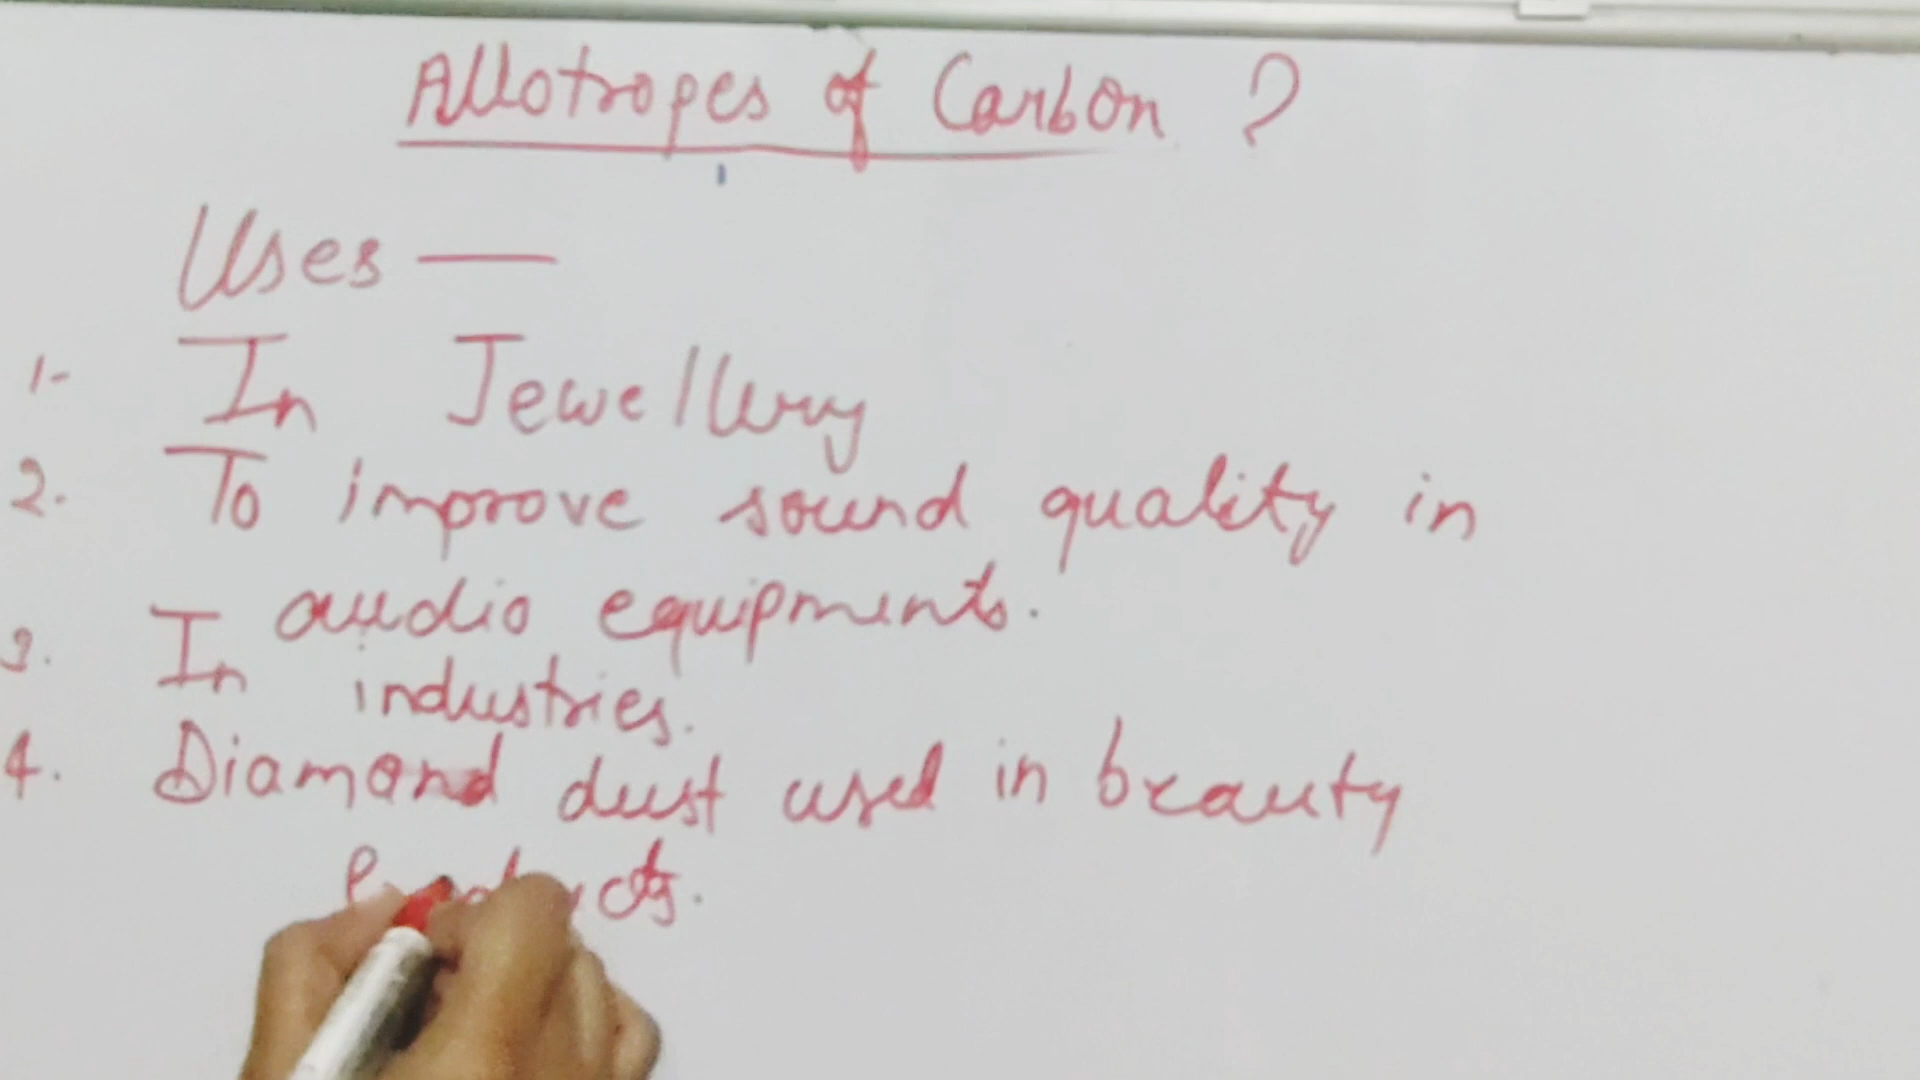 Allotropes of Carbon ?
Uses —
1- In Jewellery
2. To improve sound quality in
audio equipments.
3. In industries.
4. Diamond dust used in beauty